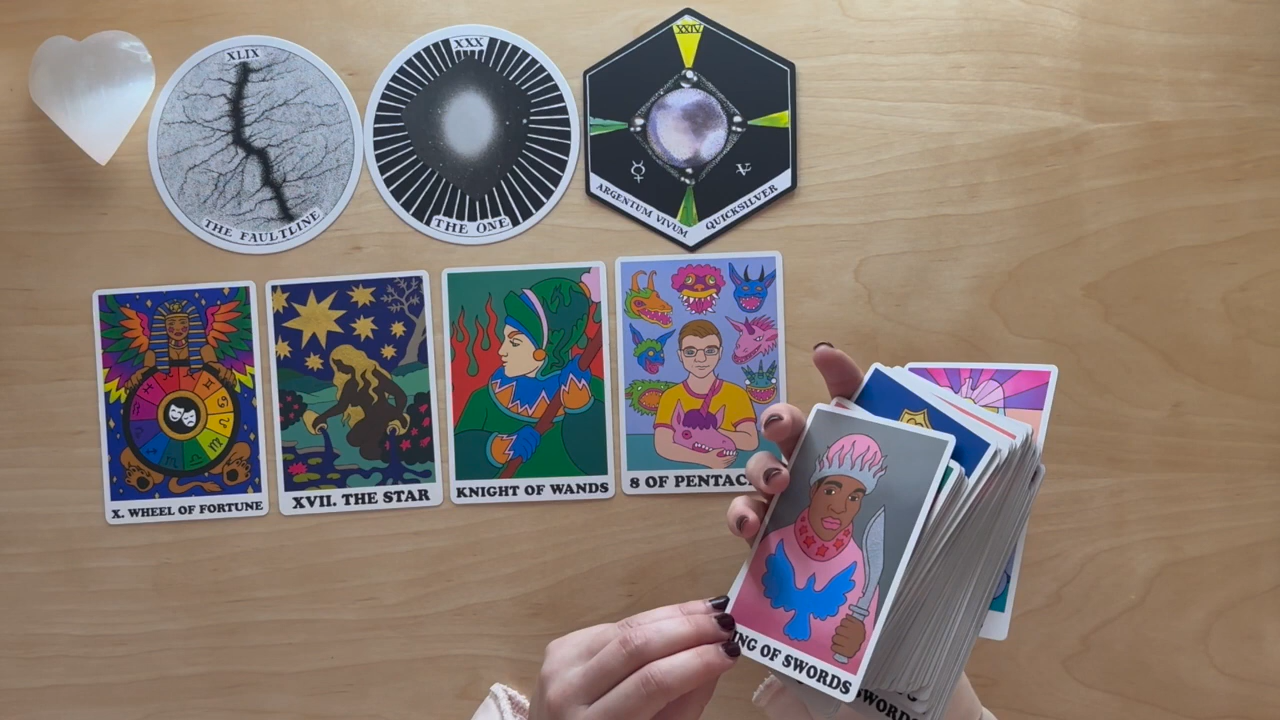 XLIX
THE FAULTLINE
XXX
THE ONE
XXIV
ARGENTUM VIVUM
QUICKSILVER
X. WHEEL OF FORTUNE
XVII. THE STAR
KNIGHT OF WANDS
8 OF PENTAC
ING OF SWORDS
SWORDS